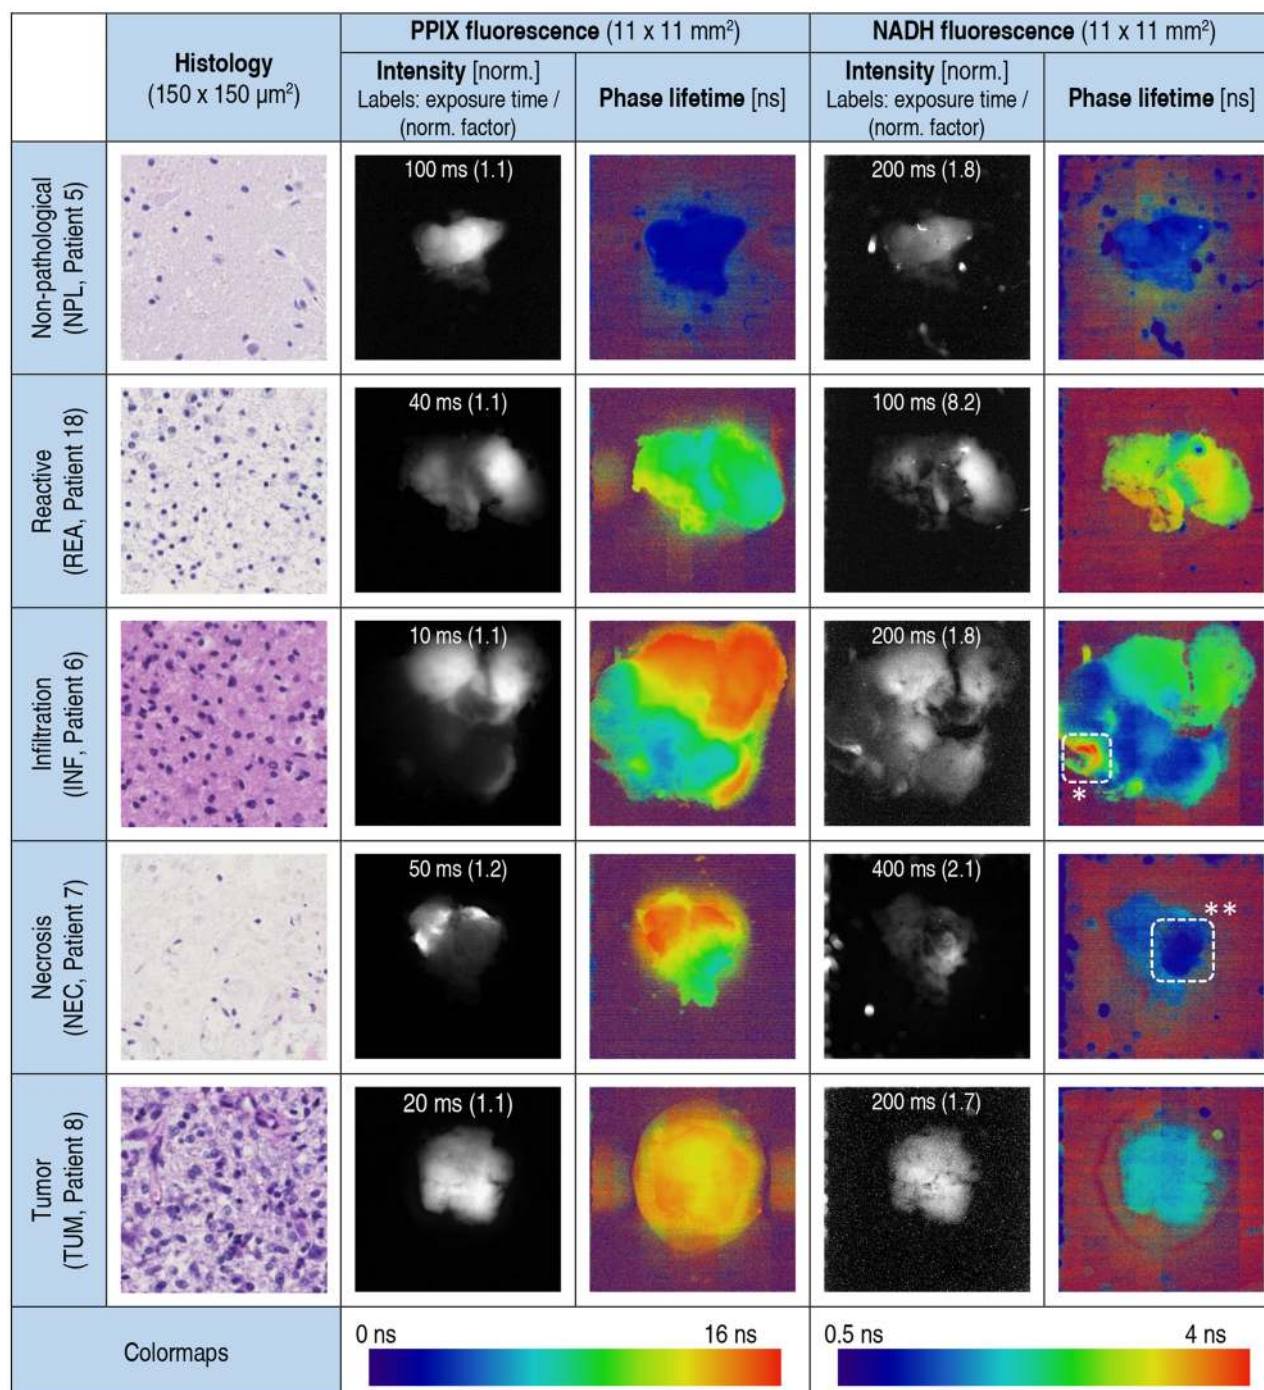 Histology
(150 x 150 µm²)
PPIX fluorescence (11 x 11 mm²)
NADH fluorescence (11 x 11 mm²)
Intensity [norm.]
Labels: exposure time /
(norm. factor)
Phase lifetime [ns]
Intensity [norm.]
Labels: exposure time /
(norm. factor)
Phase lifetime [ns]
Non-pathological
(NPL, Patient 5)
100 ms (1.1)
200 ms (1.8)
Reactive
(REA, Patient 18)
40 ms (1.1)
100 ms (8.2)
Infiltration
(INF, Patient 6)
10 ms (1.1)
200 ms (1.8)
*
Necrosis
(NEC, Patient 7)
50 ms (1.2)
400 ms (2.1)
**
Tumor
(TUM, Patient 8)
20 ms (1.1)
200 ms (1.7)
Colormaps
0 ns
16 ns
0.5 ns
4 ns